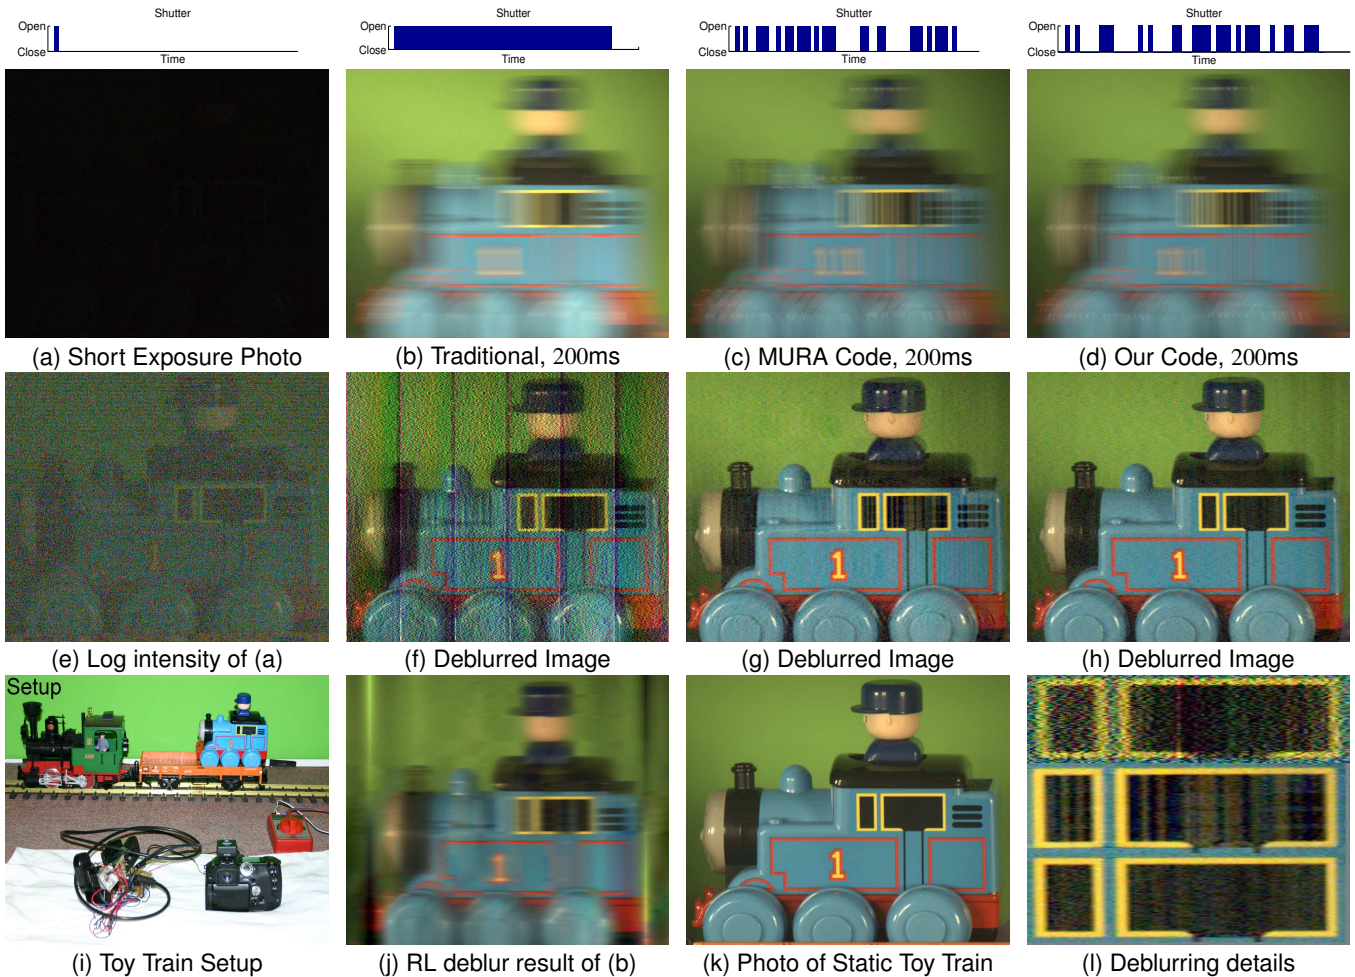 Shutter
Open
Close
Time
Shutter
Open
Close
Time
Shutter
Open
Close
Time
Shutter
Open
Close
Time
(a) Short Exposure Photo
(b) Traditional, 200ms
(c) MURA Code, 200ms
(d) Our Code, 200ms
1
1
1
(e) Log intensity of (a)
(f) Deblurred Image
(g) Deblurred Image
(h) Deblurred Image
Setup
1
1
1
(i) Toy Train Setup
(j) RL deblur result of (b)
(k) Photo of Static Toy Train
(l) Deblurring details